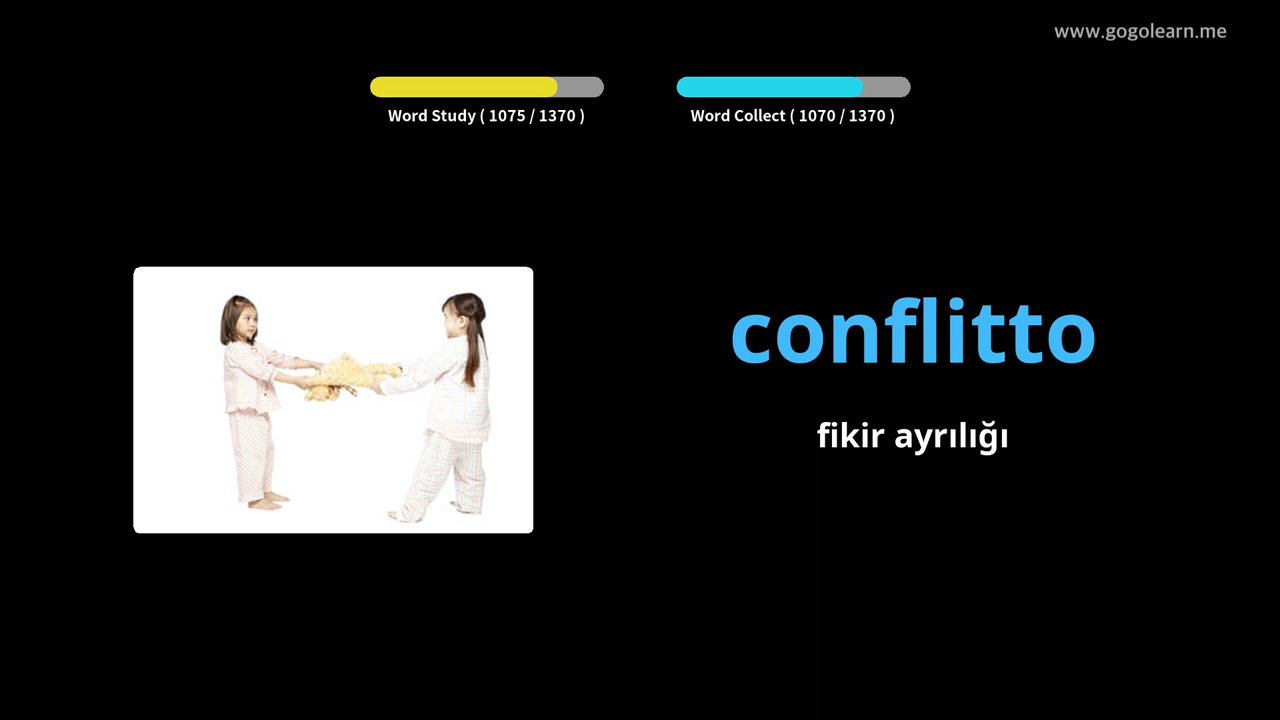 www.gogolearn.me
Word Study ( 1075 / 1370 )
Word Collect ( 1070 / 1370 )
conflitto
fikir ayrılığı